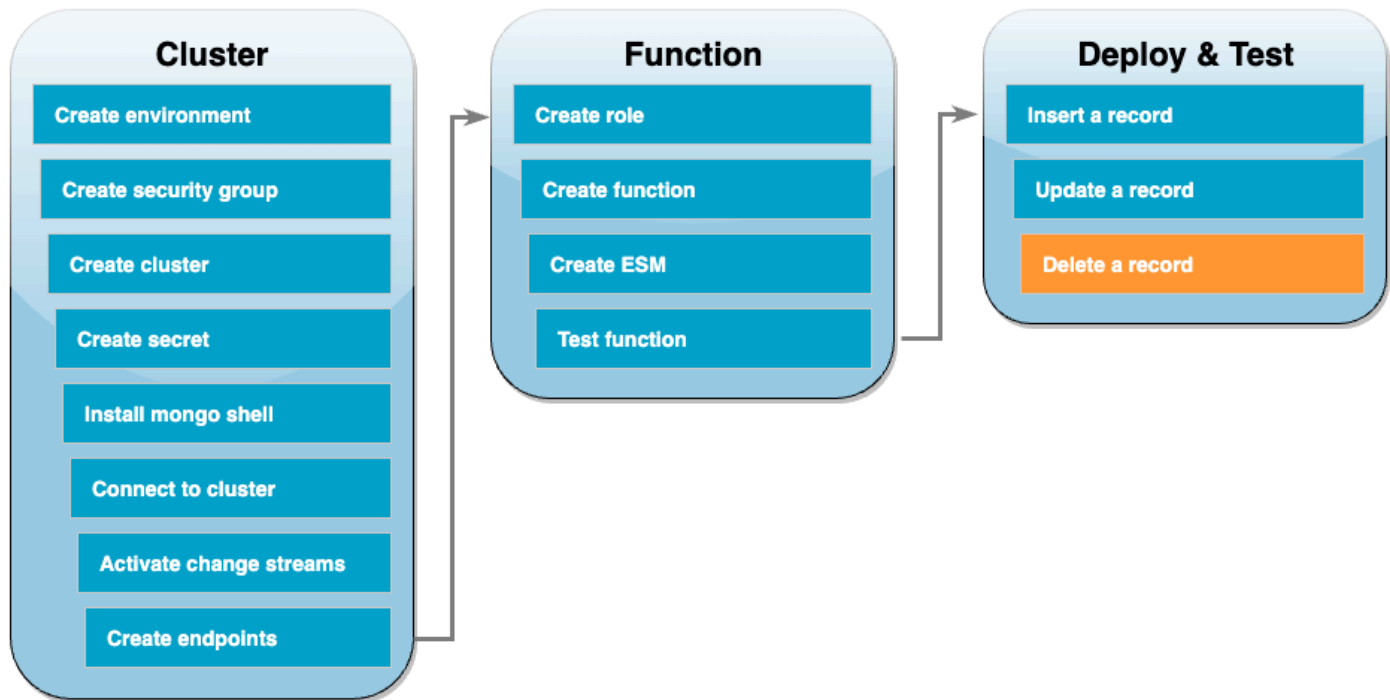 Cluster
Create environment
Create security group
Create cluster
Create secret
Install mongo shell
Connect to cluster
Activate change streams
Create endpoints
Function
Create role
Create function
Create ESM
Test function
Deploy & Test
Insert a record
Update a record
Delete a record